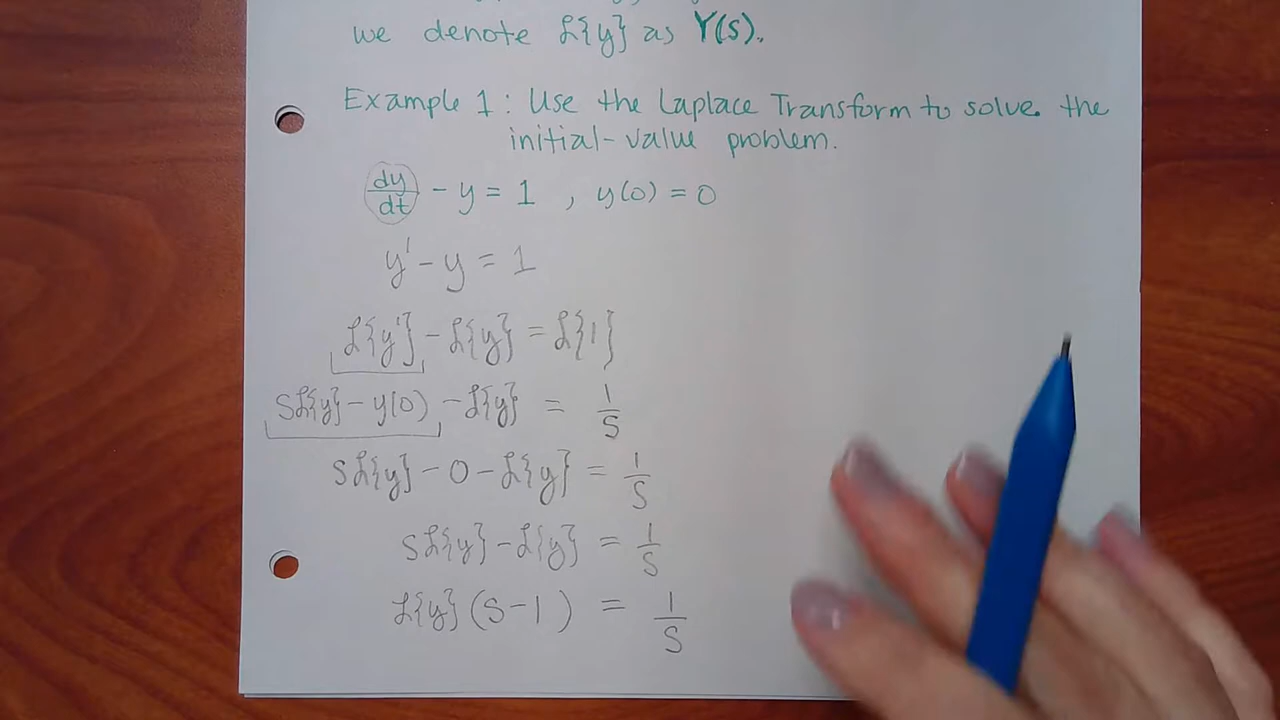 we denote ℒ{y} as Y(s).
Example 1: Use the Laplace Transform to solve the
initial-value problem.
dy/dt - y = 1 , y(0) = 0
y' - y = 1
ℒ{y'} - ℒ{y} = ℒ{1}
sℒ{y} - y(0) - ℒ{y} = 1/s
sℒ{y} - 0 - ℒ{y} = 1/s
sℒ{y} - ℒ{y} = 1/s
ℒ{y}(s-1) = 1/s